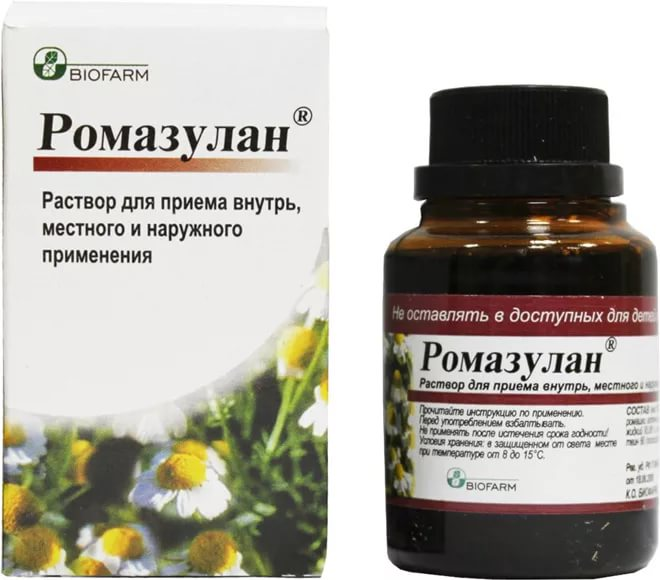 BIOFARM
Ромазулан®
Раствор для приема внутрь,
местного и наружного
применения
Не оставлять в доступных для детей
Ромазулан®
Раствор для приема внутрь, местного и
Прочитайте инструкцию по применению.
Перед употреблением взбалтывать.
Не применять после истечения срока годности!
Условия хранения: в защищенном от света месте
при температуре от 8 до 15°C.
BIOFARM
СОСТАВ